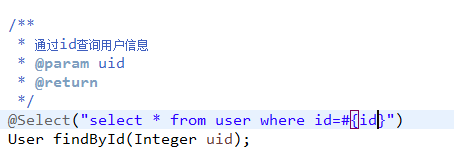 /**
* 通过id查询用户信息
* @param uid
* @return
*/
@Select("select * from user where id=#{id}")
User findById(Integer uid);